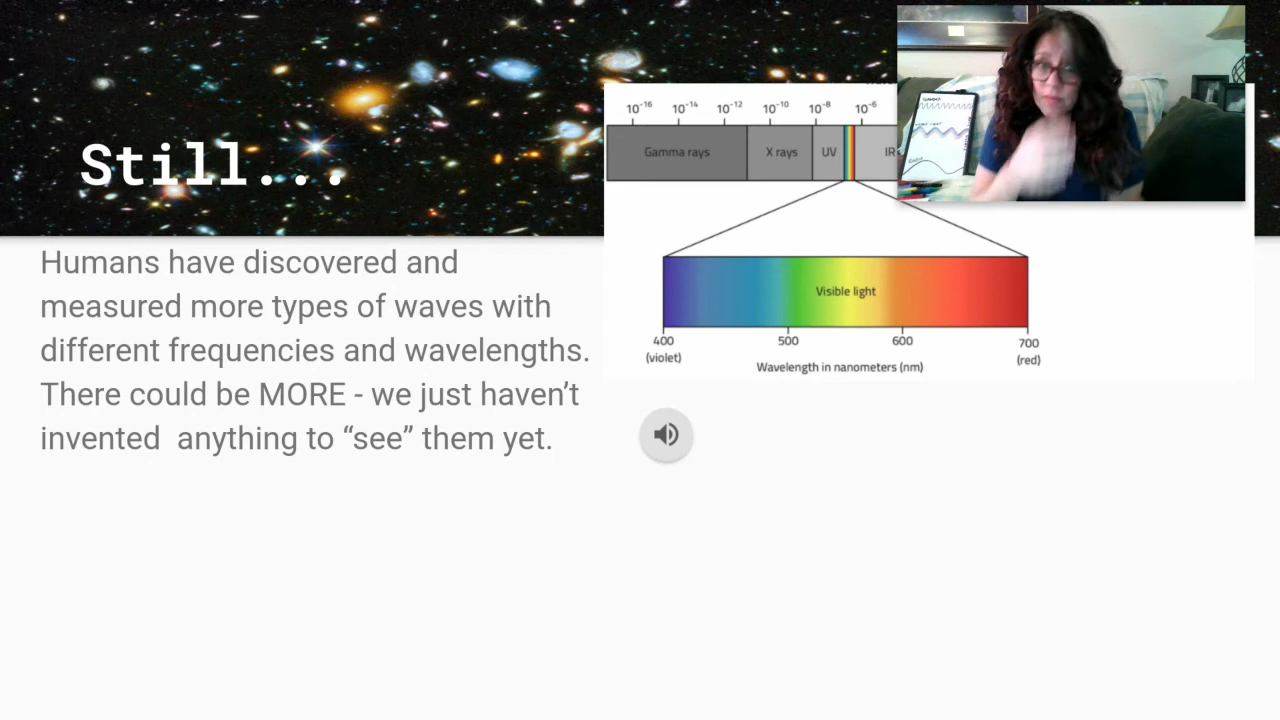 Still...
Humans have discovered and
measured more types of waves with
different frequencies and wavelengths.
There could be MORE - we just haven’t
invented  anything to “see” them yet.
10⁻¹⁶ 10⁻¹⁴ 10⁻¹² 10⁻¹⁰ 10⁻⁸ 10⁻⁶
Gamma rays X rays UV IR
Visible light
400 500 600 700
(violet) (red)
Wavelength in nanometers (nm)
GAMMA